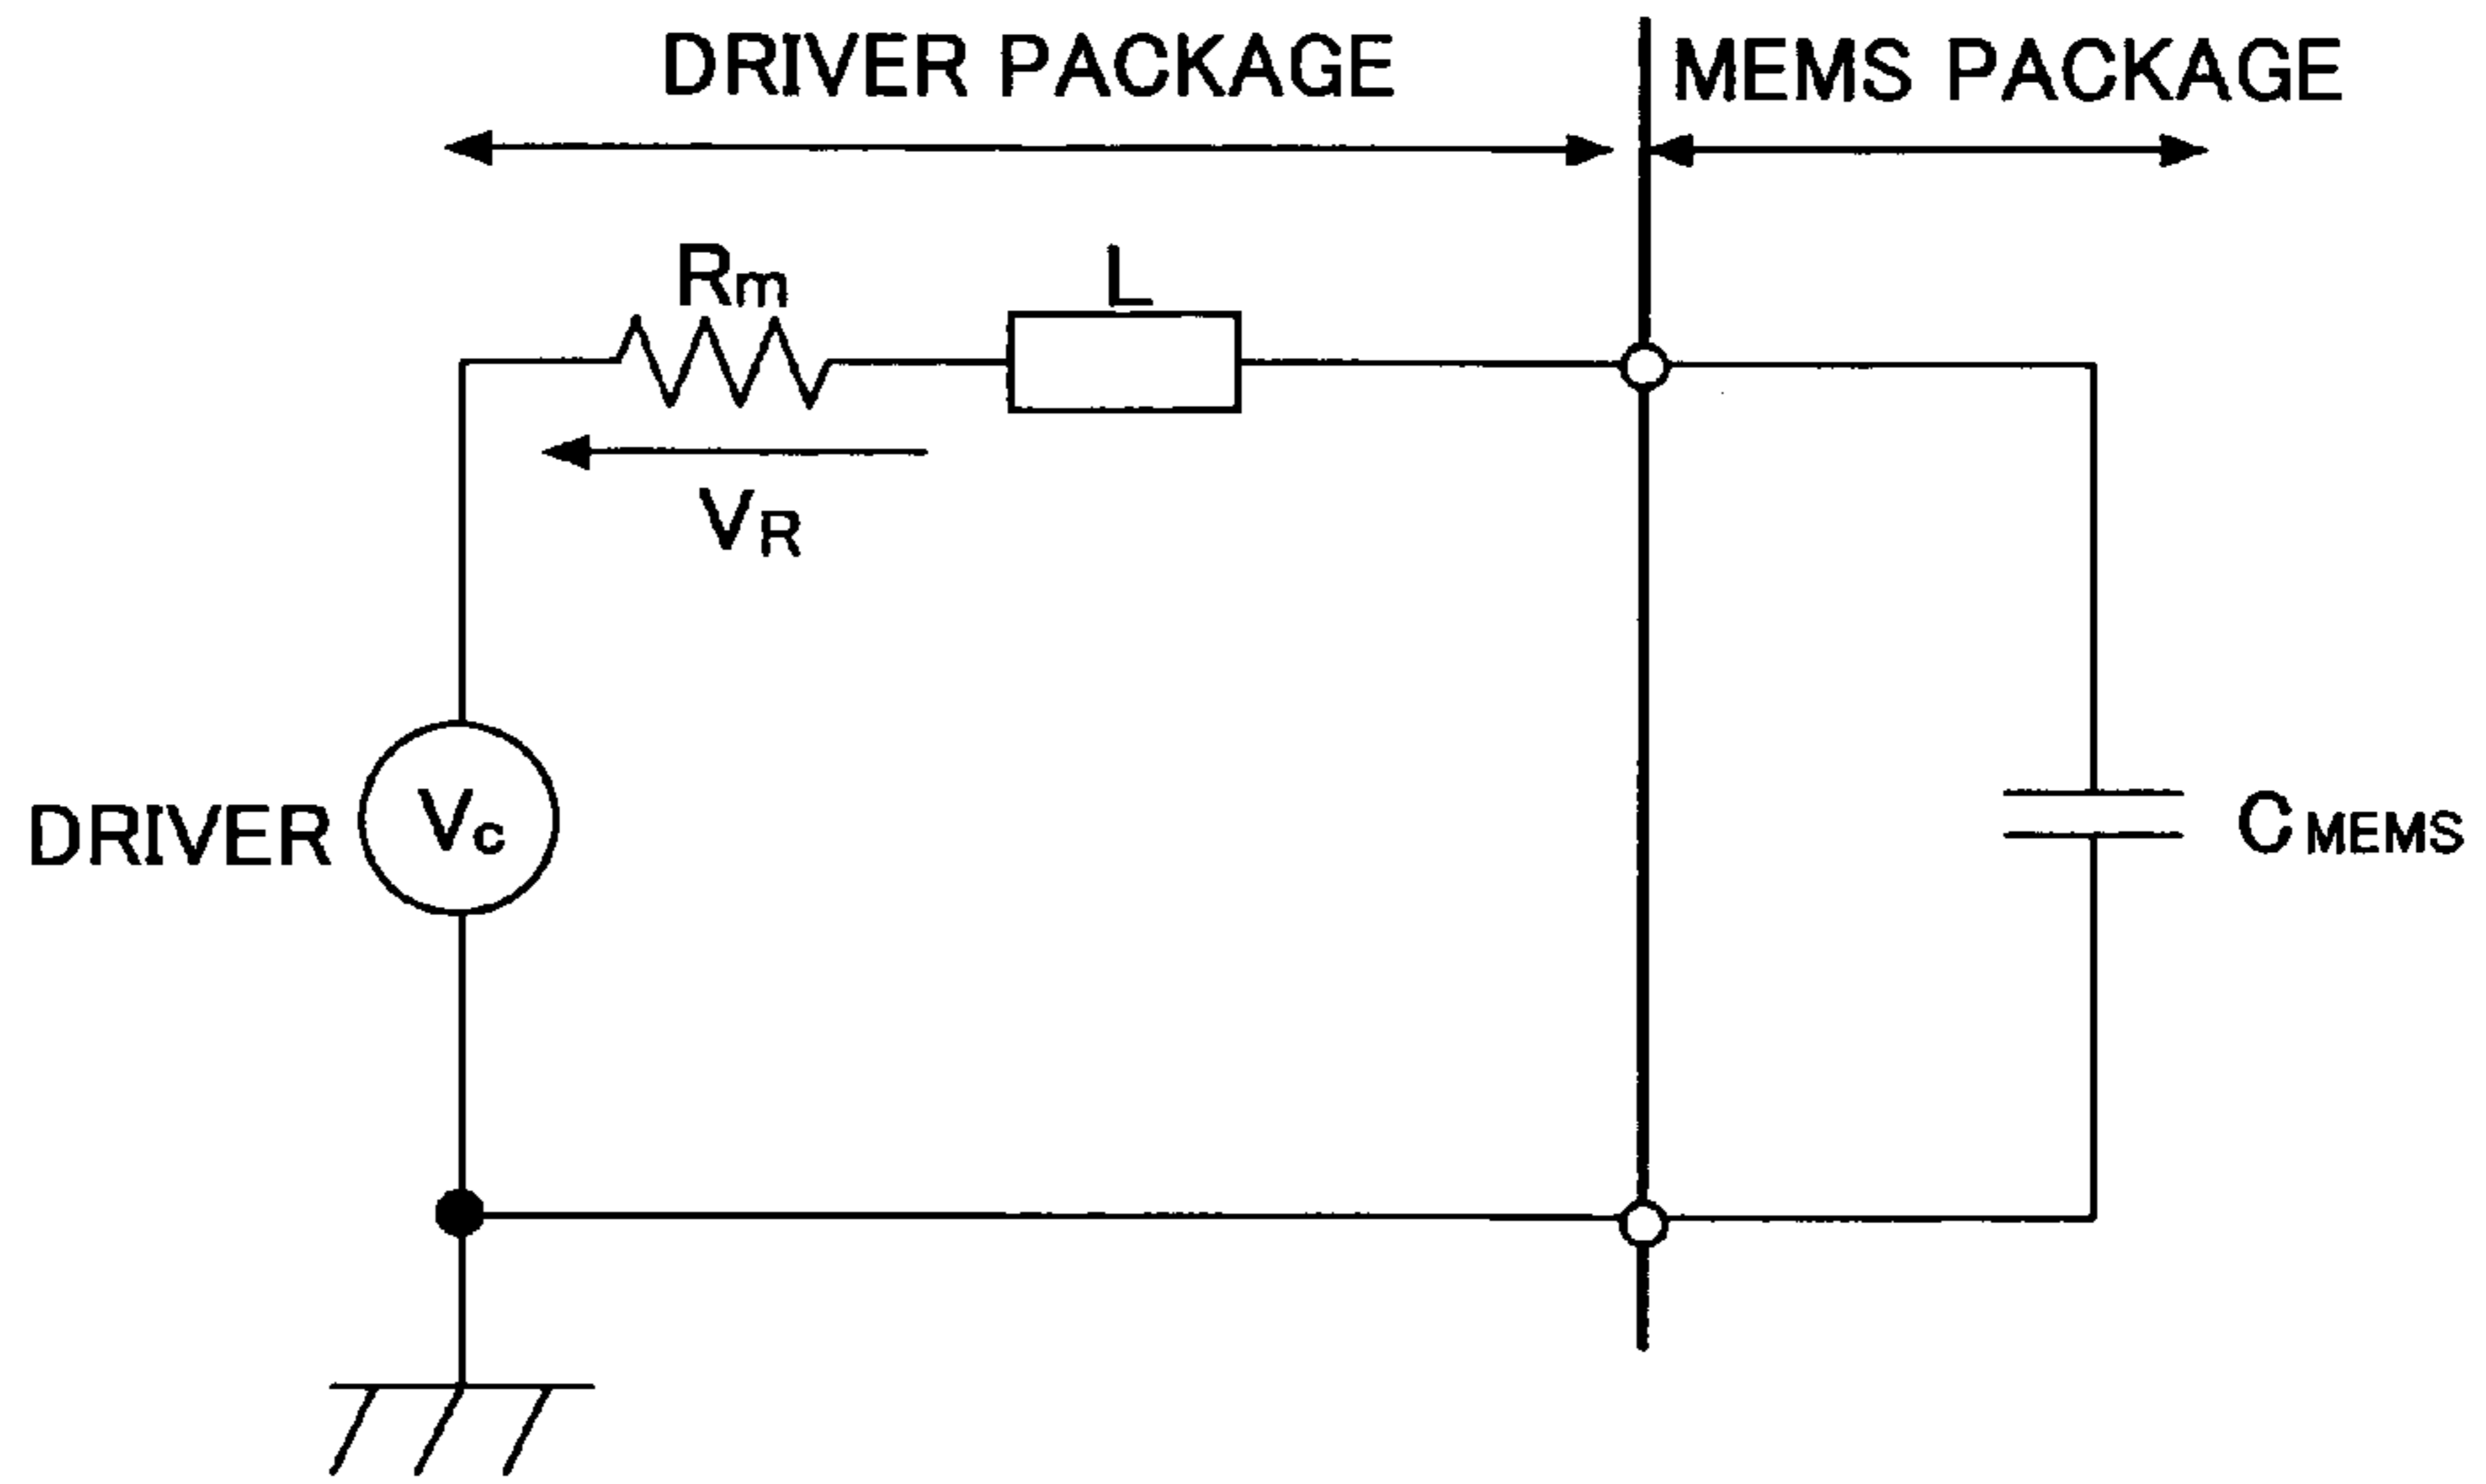 DRIVER PACKAGE
MEMS PACKAGE
Rm
L
VR
DRIVER
Vc
CMEMS